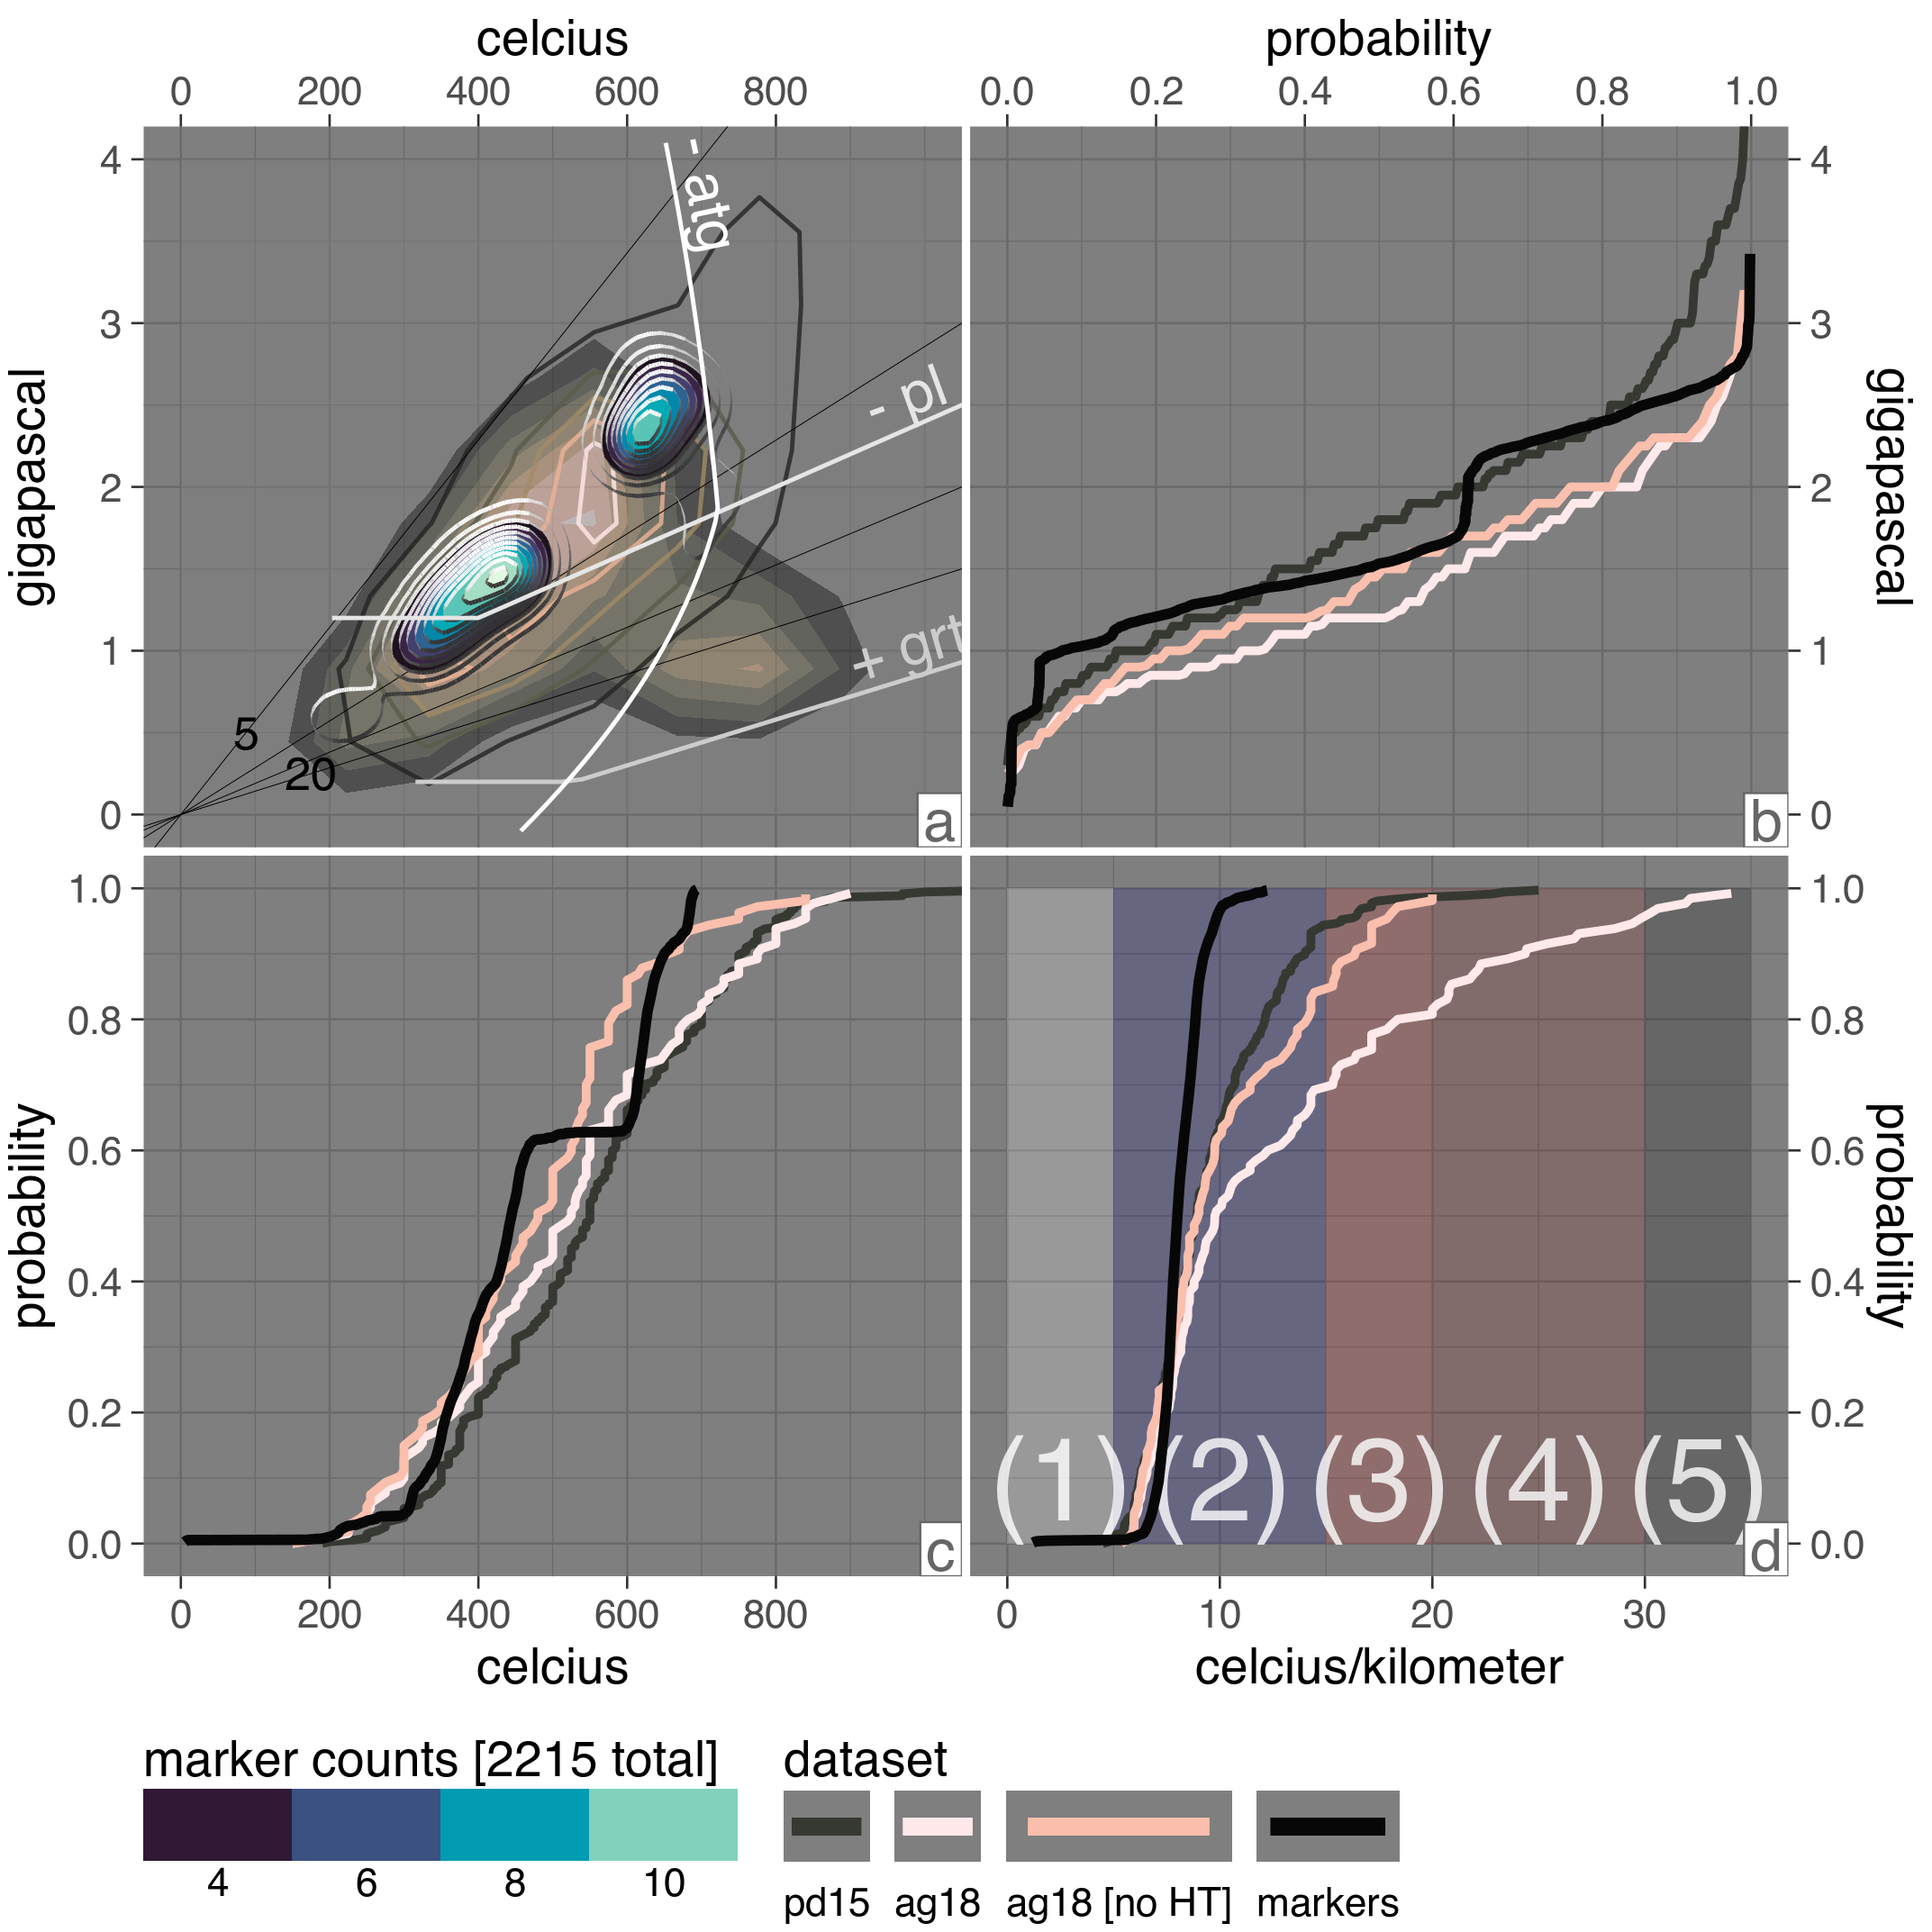 celcius
probability
0 200 400 600 800
0.0 0.2 0.4 0.6 0.8 1.0
gigapascal
4
3
2
1
0
- atg
- pl
+ grt
5
20
a
b
4
3
2
1
0
gigapascal
probability
1.0
0.8
0.6
0.4
0.2
0.0
c
(1) (2) (3) (4) (5)
d
1.0
0.8
0.6
0.4
0.2
0.0
probability
0 200 400 600 800
0 10 20 30
celcius
celcius/kilometer
marker counts [2215 total]
4 6 8 10
dataset
pd15 ag18 ag18 [no HT] markers